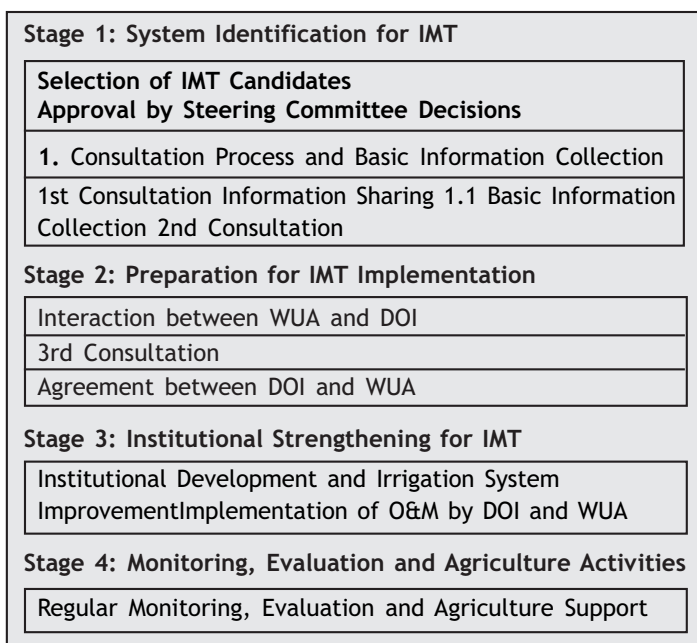 Stage 1: System Identification for IMT
Selection of IMT Candidates
Approval by Steering Committee Decisions
1. Consultation Process and Basic Information Collection
1st Consultation Information Sharing 1.1 Basic Information
Collection 2nd Consultation
Stage 2: Preparation for IMT Implementation
Interaction between WUA and DOI
3rd Consultation
Agreement between DOI and WUA
Stage 3: Institutional Strengthening for IMT
Institutional Development and Irrigation System
ImprovementImplementation of O&M by DOI and WUA
Stage 4: Monitoring, Evaluation and Agriculture Activities
Regular Monitoring, Evaluation and Agriculture Support